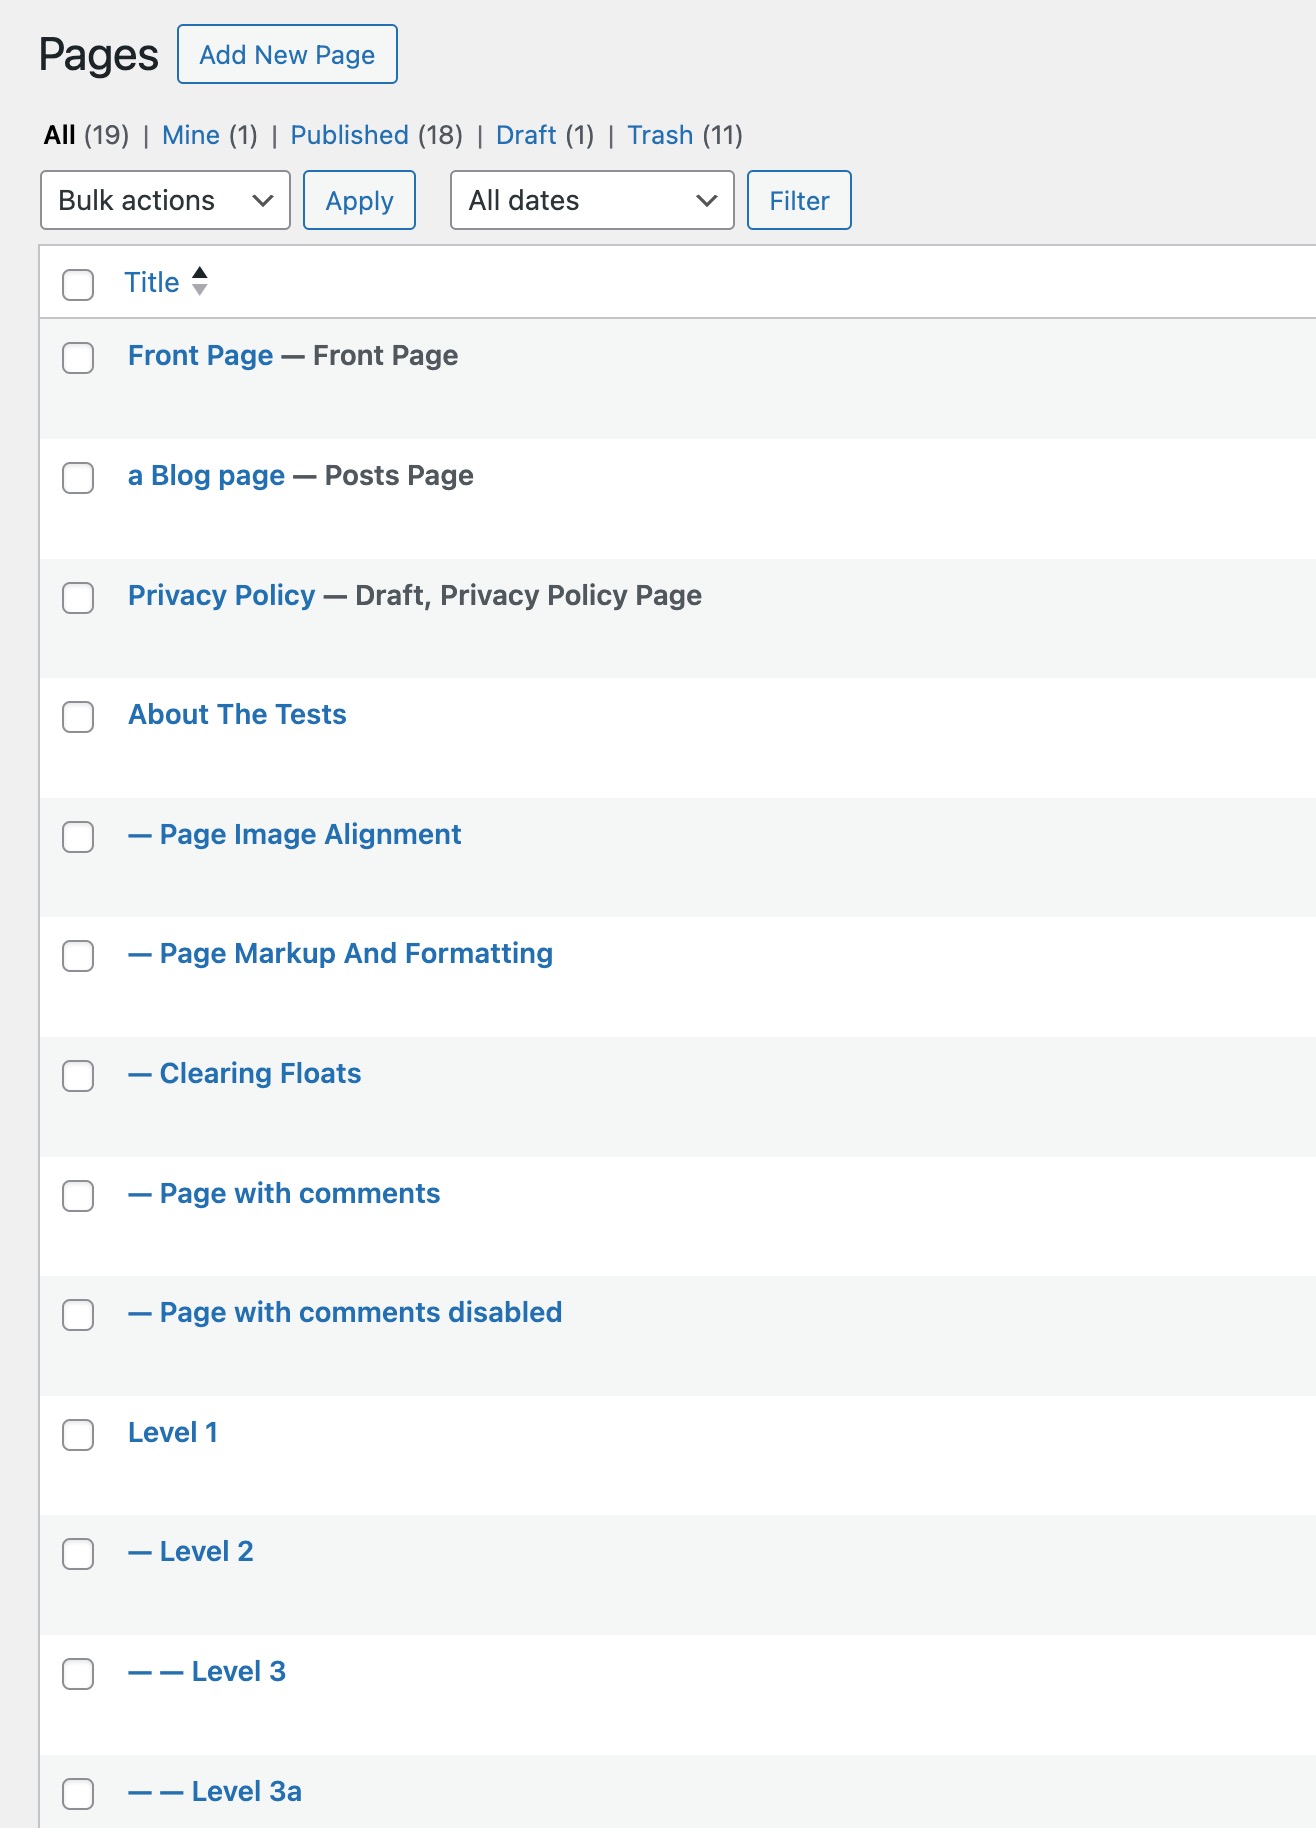 Pages Add New Page
All (19) | Mine (1) | Published (18) | Draft (1) | Trash (11)
Bulk actions Apply All dates Filter
Title
Front Page — Front Page
a Blog page — Posts Page
Privacy Policy — Draft, Privacy Policy Page
About The Tests
— Page Image Alignment
— Page Markup And Formatting
— Clearing Floats
— Page with comments
— Page with comments disabled
Level 1
— Level 2
— — Level 3
— — Level 3a